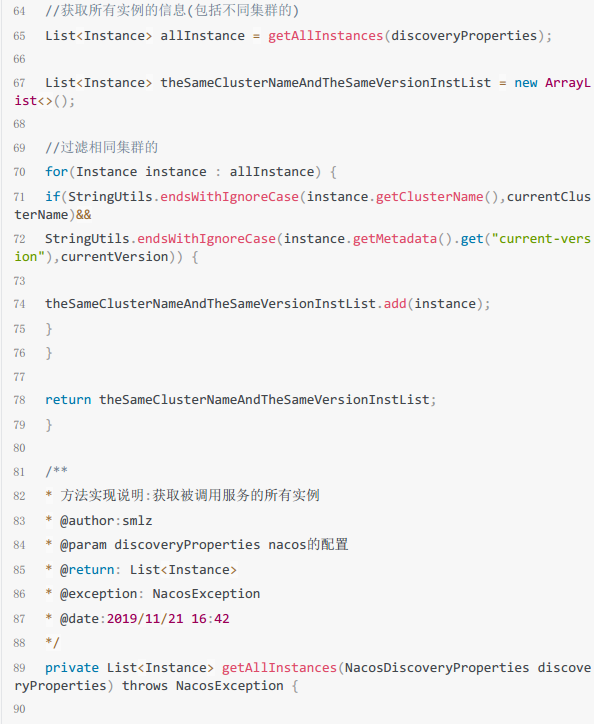 64 //获取所有实例的信息(包括不同集群的)
65 List<Instance> allInstance = getAllInstances(discoveryProperties);
66
67 List<Instance> theSameClusterNameAndTheSameVersionInstList = new ArrayL
ist<>();
68
69 //过滤相同集群的
70 for(Instance instance : allInstance) {
71 if(StringUtils.endsWithIgnoreCase(instance.getClusterName(),currentClus
terName)&&
72 StringUtils.endsWithIgnoreCase(instance.getMetadata().get("current-vers
ion"),currentVersion)) {
73
74 theSameClusterNameAndTheSameVersionInstList.add(instance);
75 }
76 }
77
78 return theSameClusterNameAndTheSameVersionInstList;
79 }
80
81 /**
82 * 方法实现说明:获取被调用服务的所有实例
83 * @author:smlz
84 * @param discoveryProperties nacos的配置
85 * @return: List<Instance>
86 * @exception: NacosException
87 * @date:2019/11/21 16:42
88 */
89 private List<Instance> getAllInstances(NacosDiscoveryProperties discove
ryProperties) throws NacosException {
90